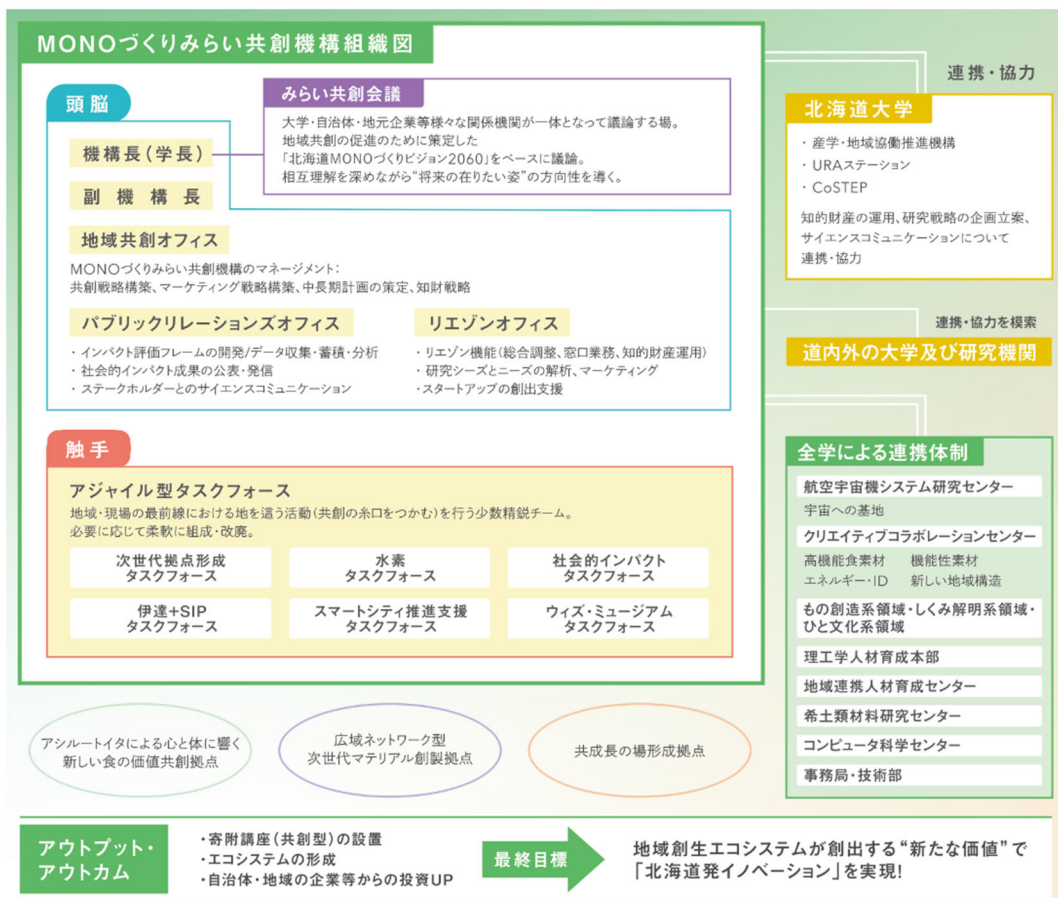 MONOづくりみらい共創機構組織図
頭脳
機構長(学長)
副機構長
みらい共創会議
大学・自治体・地元企業等様々な関係機関が一体となって議論する場。
地域共創の促進のために策定した
「北海道MONOづくりビジョン2060」をベースに議論。
相互理解を深めながら“将来の在りたい姿”の方向性を導く。
地域共創オフィス
MONOづくりみらい共創機構のマネージメント:
共創戦略構築、マーケティング戦略構築、中長期計画の策定、知財戦略
パブリックリレーションズオフィス
・インパクト評価フレームの開発/データ収集・蓄積・分析
・社会的インパクト成果の公表・発信
・ステークホルダーとのサイエンスコミュニケーション
リエゾンオフィス
・リエゾン機能(総合調整、窓口業務、知的財産運用)
・研究シーズとニーズの解析、マーケティング
・スタートアップの創出支援
触手
アジャイル型タスクフォース
地域・現場の最前線における地を這う活動(共創の糸口をつかむ)を行う少数精鋭チーム。
必要に応じて柔軟に組成・改廃。
次世代拠点形成
タスクフォース
水素
タスクフォース
社会的インパクト
タスクフォース
伊達+SIP
タスクフォース
スマートシティ推進支援
タスクフォース
ウィズ・ミュージアム
タスクフォース
連携・協力
北海道大学
・産学・地域協働推進機構
・URAステーション
・CoSTEP
知的財産の運用、研究戦略の企画立案、
サイエンスコミュニケーションについて
連携・協力
連携・協力を模索
道内外の大学及び研究機関
全学による連携体制
航空宇宙機システム研究センター
宇宙への基地
クリエイティブコラボレーションセンター
高機能食素材 機能性素材
エネルギー・ID 新しい地域構造
もの創造系領域・しくみ解明系領域・
ひと文化系領域
理工学人材育成本部
地域連携人材育成センター
希土類材料研究センター
コンピュータ科学センター
事務局・技術部
アシルートイタによる心と体に響く
新しい食の価値共創拠点
広域ネットワーク型
次世代マテリアル創製拠点
共成長の場形成拠点
アウトプット・
アウトカム
・寄附講座(共創型)の設置
・エコシステムの形成
・自治体・地域の企業等からの投資UP
最終目標
地域創生エコシステムが創出する“新たな価値”で
「北海道発イノベーション」を実現!